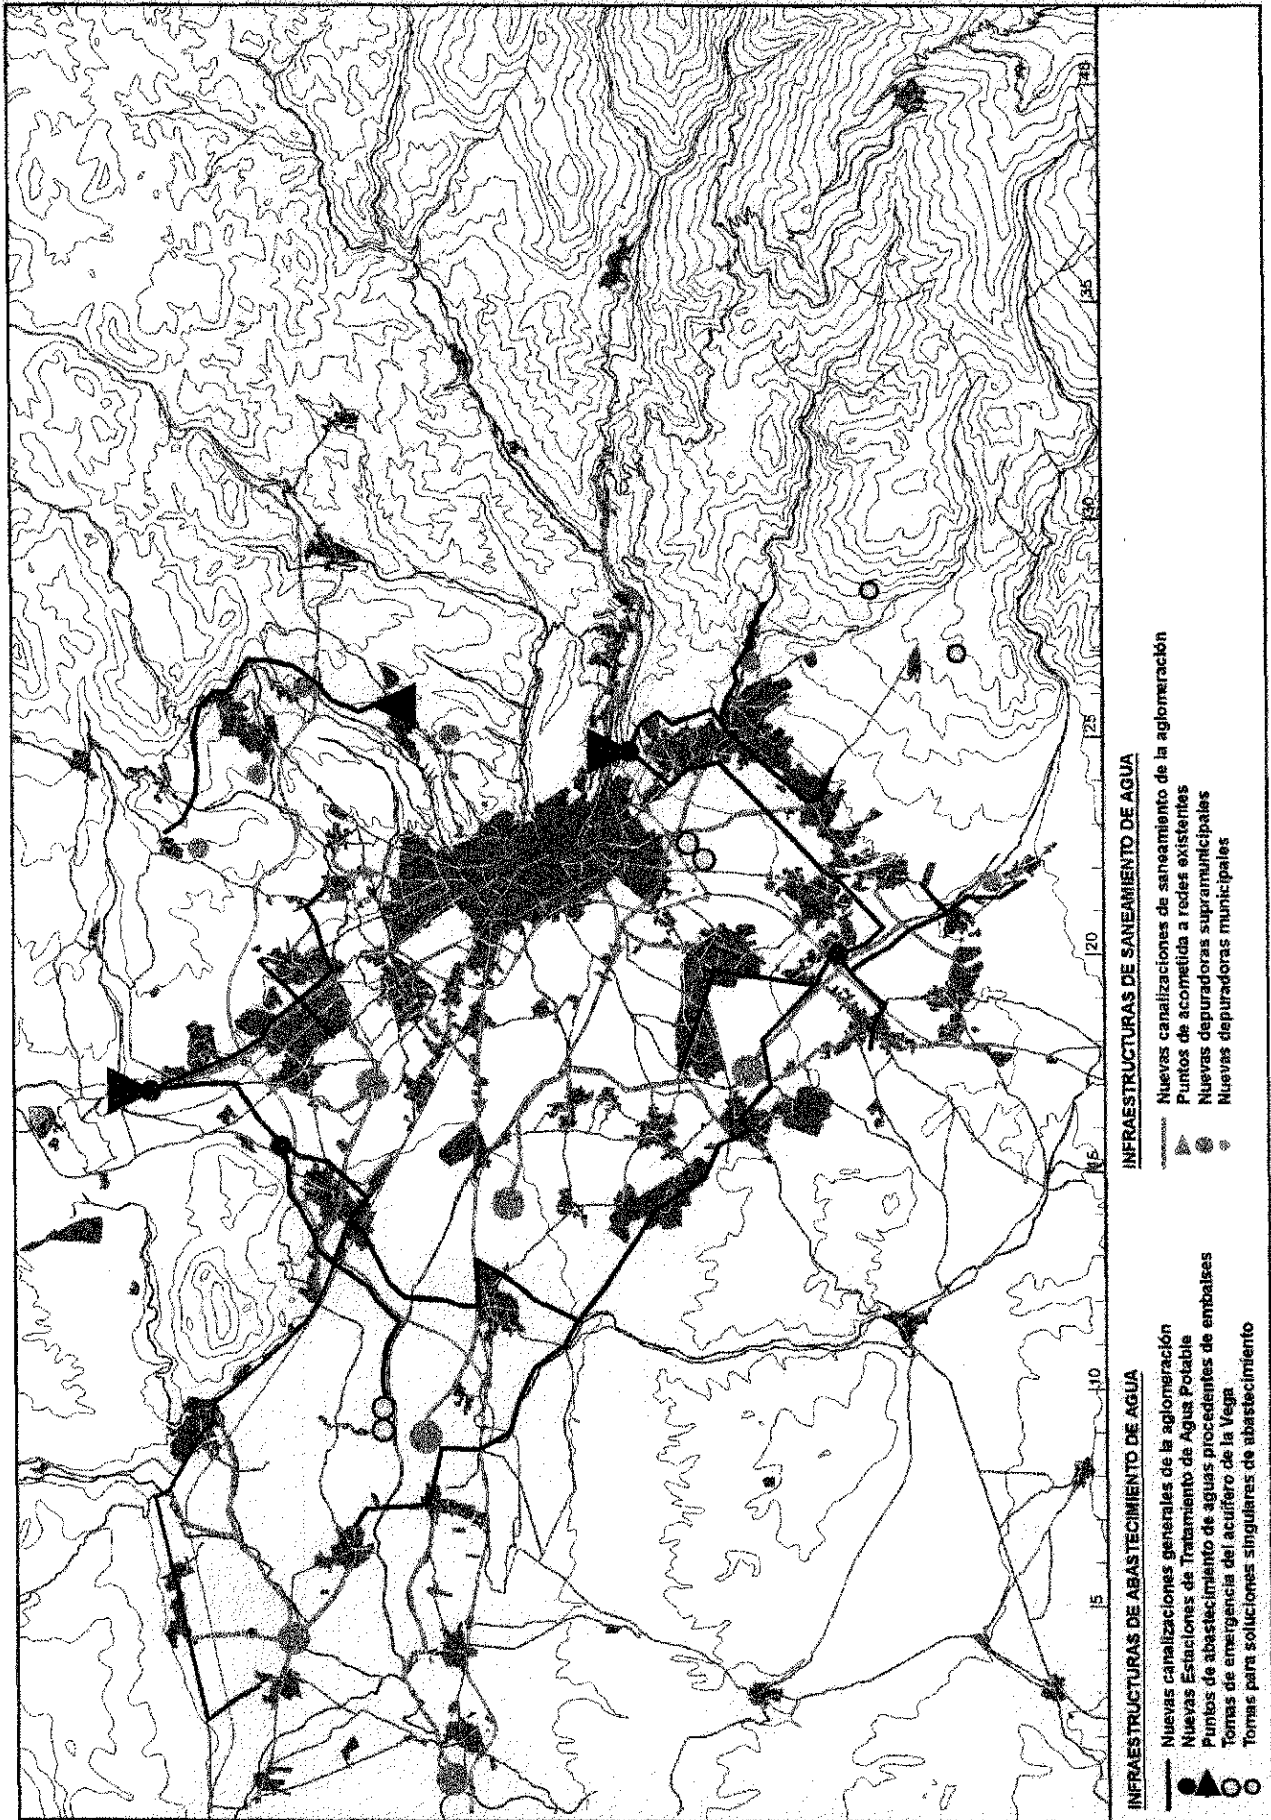 INFRAESTRUCTURAS DE ABASTECIMIENTO DE AGUA
Nuevas canalizaciones generales de la aglomeración
Nuevas Estaciones de Tratamiento de Agua Potable
Puntos de abastecimiento de aguas procedentes de embalses
Tomas de emergencia del acuífero de la Vega
Tomas para soluciones singulares de abastecimiento
INFRAESTRUCTURAS DE SANEAMIENTO DE AGUA
Nuevas canalizaciones de saneamiento de la aglomeración
Puntos de acometida a redes existentes
Nuevas depuradoras supramunicipales
Nuevas depuradoras municipales
5
10
15
20
25
30
35
40